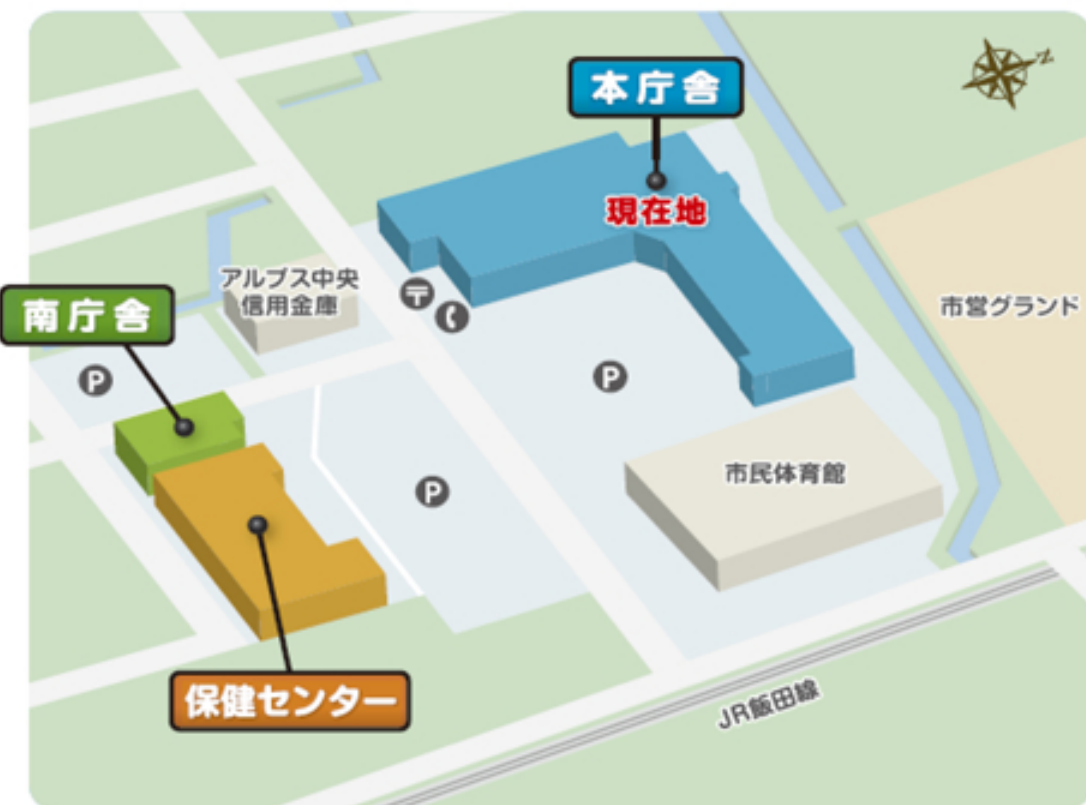 N
本庁舎
現在地
アルプス中央
信用金庫
市営グランド
南庁舎
〒
P
P
P
市民体育館
保健センター
JR飯田線